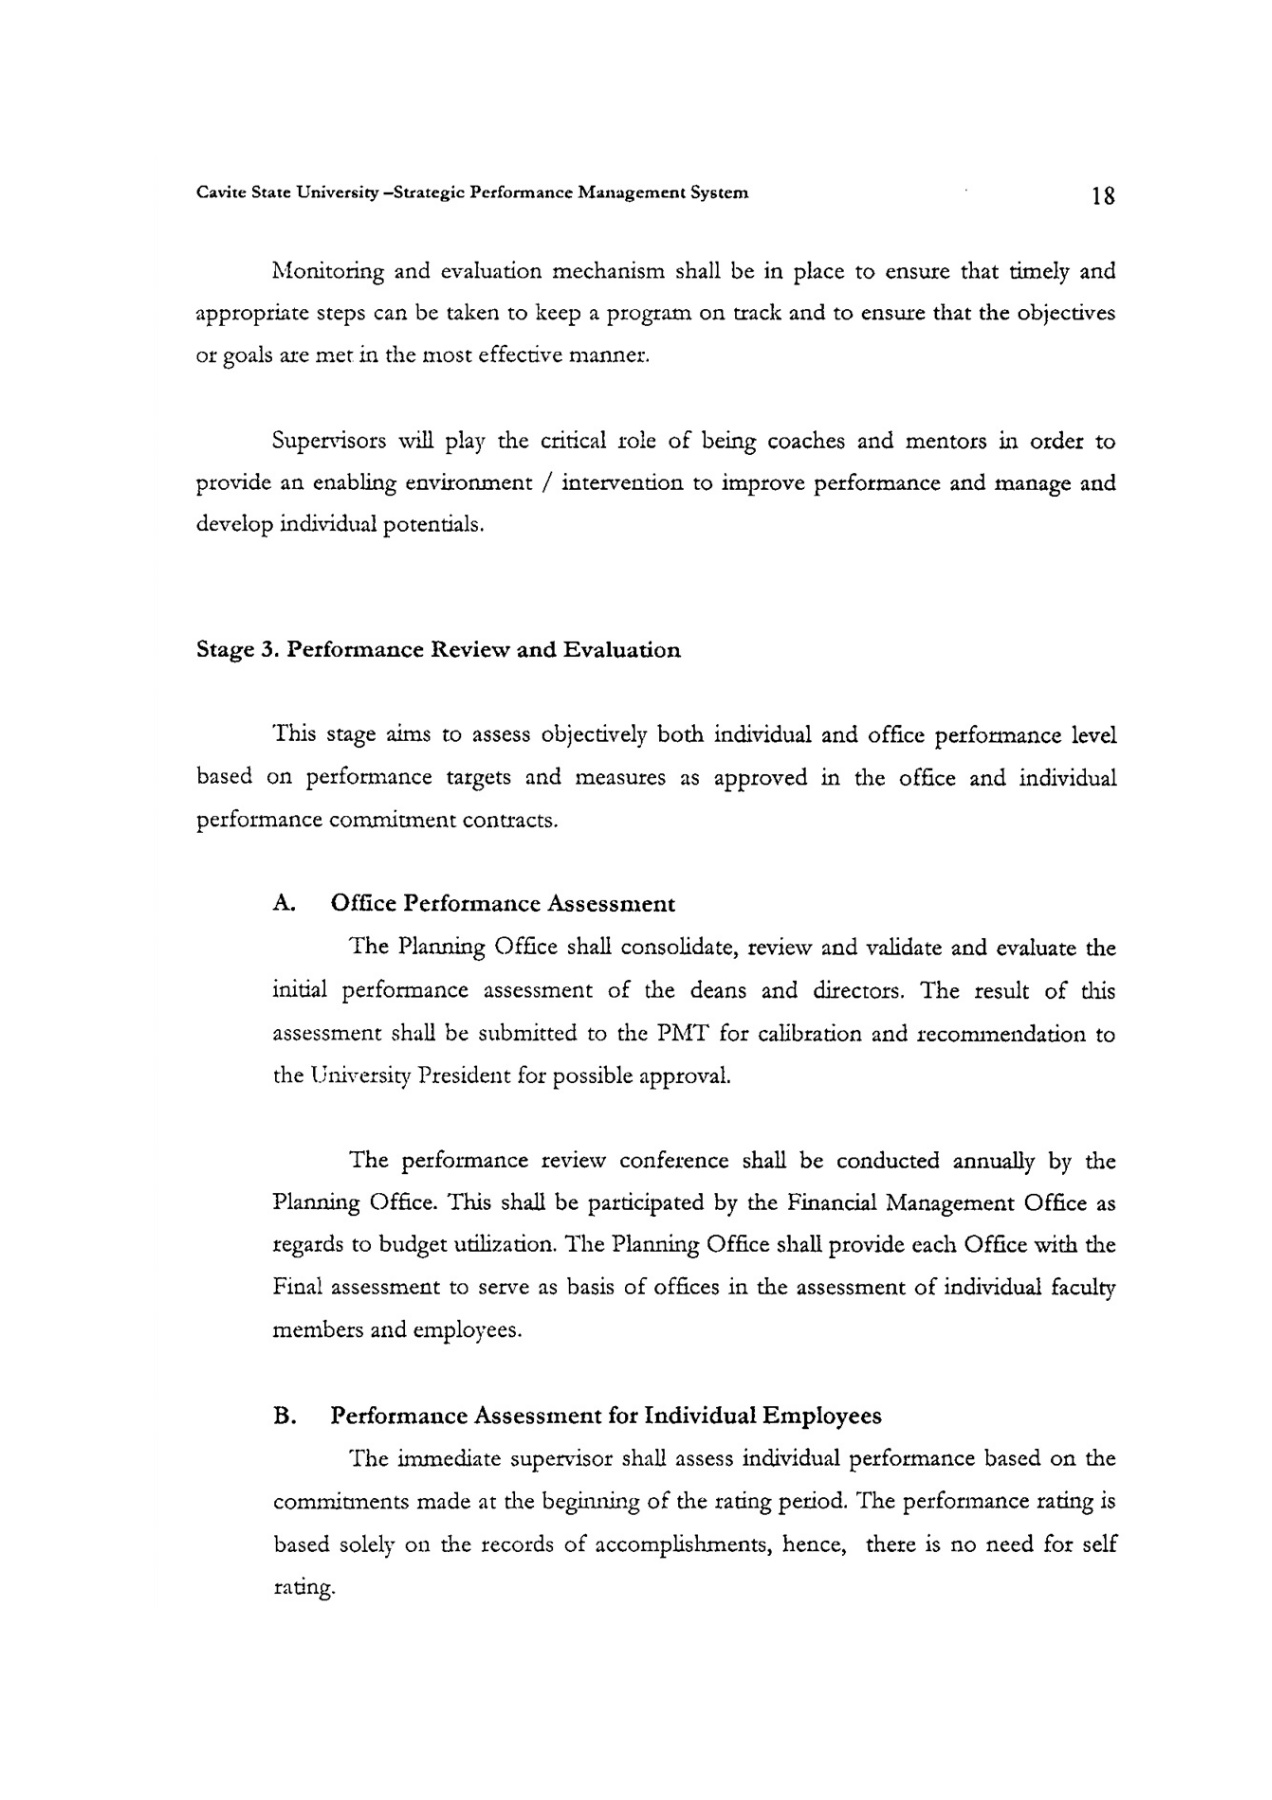 Cavite State University –Strategic Performance Management System 18
Monitoring and evaluation mechanism shall be in place to ensure that timely and
appropriate steps can be taken to keep a program on track and to ensure that the objectives
or goals are met in the most effective manner.
Supervisors will play the critical role of being coaches and mentors in order to
provide an enabling environment / intervention to improve performance and manage and
develop individual potentials.
Stage 3. Performance Review and Evaluation
This stage aims to assess objectively both individual and office performance level
based on performance targets and measures as approved in the office and individual
performance commitment contracts.
A. Office Performance Assessment
The Planning Office shall consolidate, review and validate and evaluate the
initial performance assessment of the deans and directors. The result of this
assessment shall be submitted to the PMT for calibration and recommendation to
the University President for possible approval.
The performance review conference shall be conducted annually by the
Planning Office. This shall be participated by the Financial Management Office as
regards to budget utilization. The Planning Office shall provide each Office with the
Final assessment to serve as basis of offices in the assessment of individual faculty
members and employees.
B. Performance Assessment for Individual Employees
The immediate supervisor shall assess individual performance based on the
commitments made at the beginning of the rating period. The performance rating is
based solely on the records of accomplishments, hence, there is no need for self
rating.